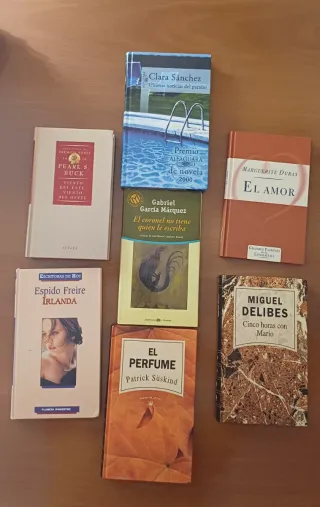 Clara Sánchez
Últimas noticias del paraíso
Premio
ALFAGUARA
de novela
2000
PEARL S.
BUCK
VIENTO
DEL ESTE,
VIENTO
DEL OESTE
MARGUERITE DURAS
EL AMOR
Gabriel
García Márquez
El coronel no tiene
quien le escriba
ESCRITORAS DE HOY
Espido Freire
IRLANDA
PLANETA DEAGOSTINI
EL
PERFUME
Patrick Süskind
MIGUEL
DELIBES
Cinco horas con
Mario